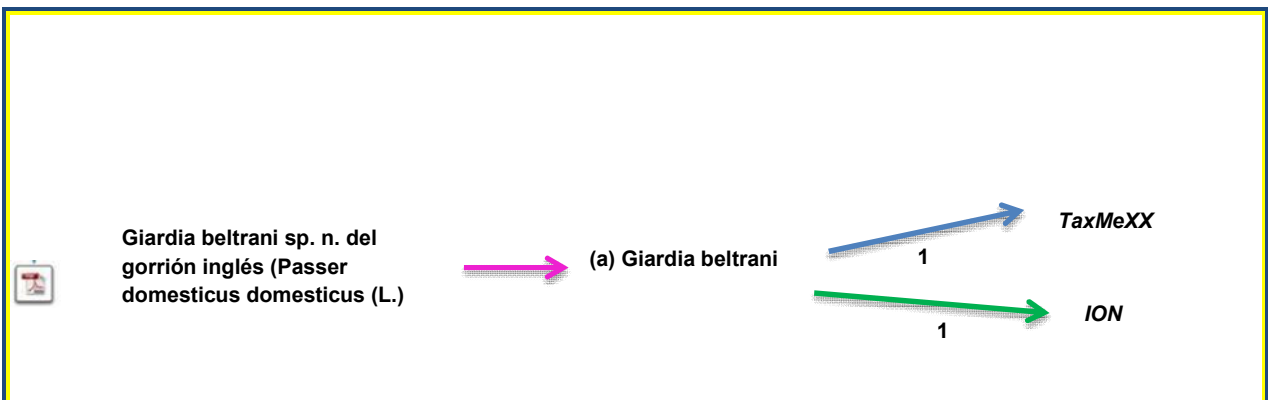 Giardia beltrani sp. n. del
gorrión inglés (Passer
domesticus domesticus (L.)
(a) Giardia beltrani
1
TaxMeXX
1
ION